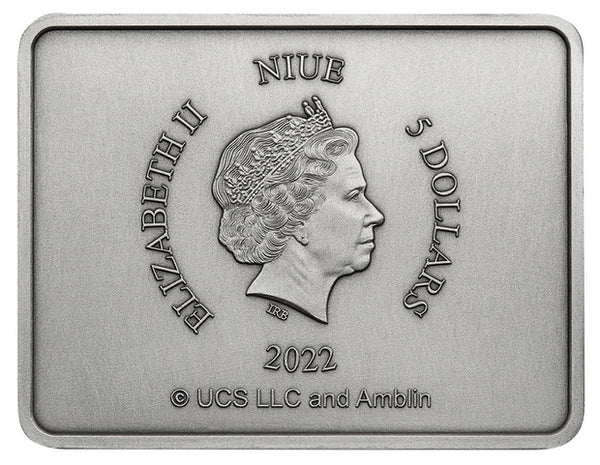 NIUE
ELIZABETH II
5 DOLLARS
IRB
2022
© UCS LLC and Amblin